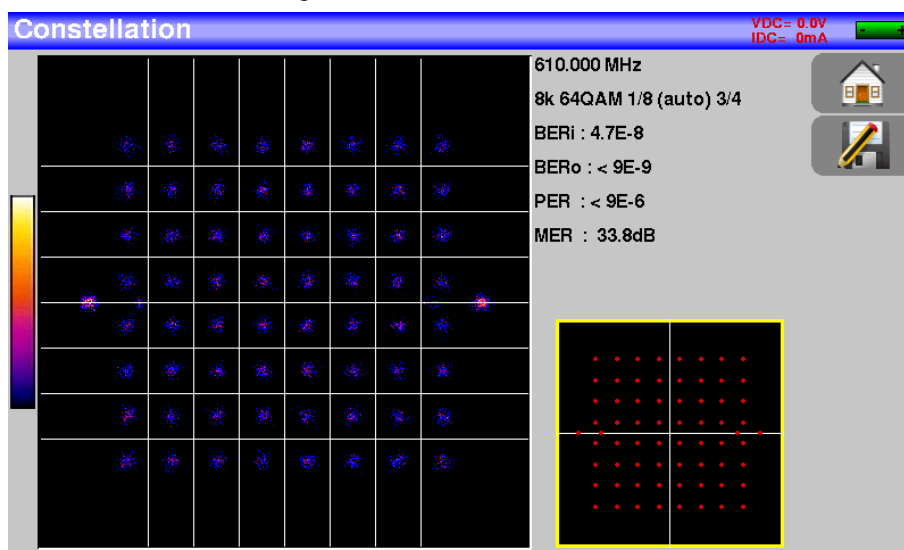 Constellation
VDC= 0.0V
IDC= 0mA
- +
610.000 MHz
8k 64QAM 1/8 (auto) 3/4
BERi : 4.7E-8
BERo : < 9E-9
PER : < 9E-6
MER : 33.8dB